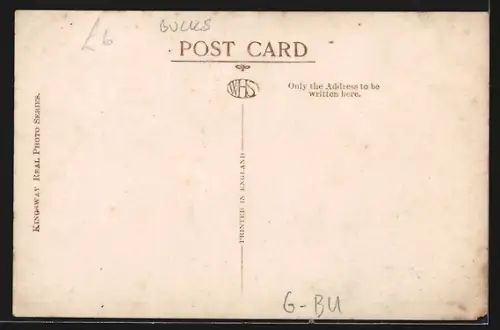 £6
BUCKS
POST CARD
WHS
Only the Address to be
written here.
KINGSWAY REAL PHOTO SERIES.
PRINTED IN ENGLAND
G-BU